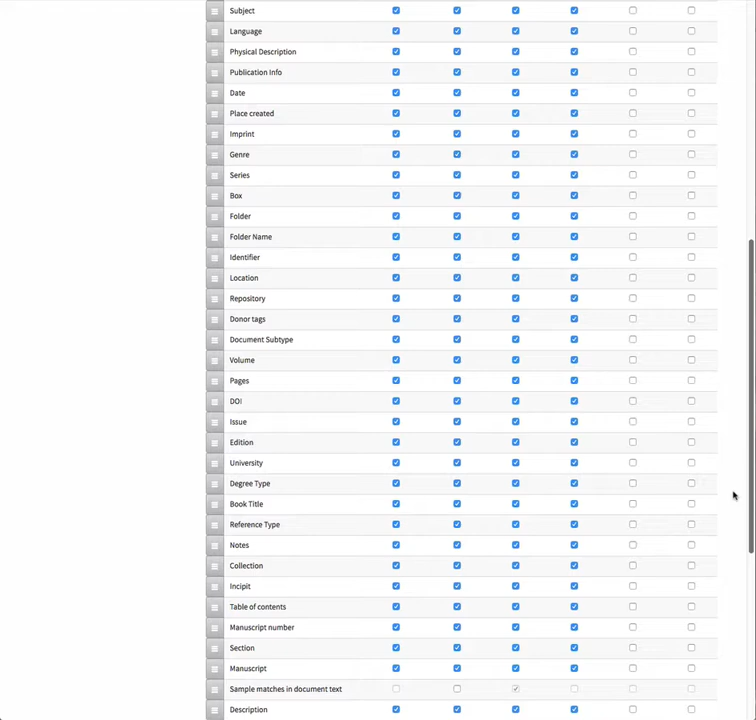 Subject
Language
Physical Description
Publication Info
Date
Place created
Imprint
Genre
Series
Box
Folder
Folder Name
Identifier
Location
Repository
Donor tags
Document Subtype
Volume
Pages
DOI
Issue
Edition
University
Degree Type
Book Title
Reference Type
Notes
Collection
Incipit
Table of contents
Manuscript number
Section
Manuscript
Sample matches in document text
Description